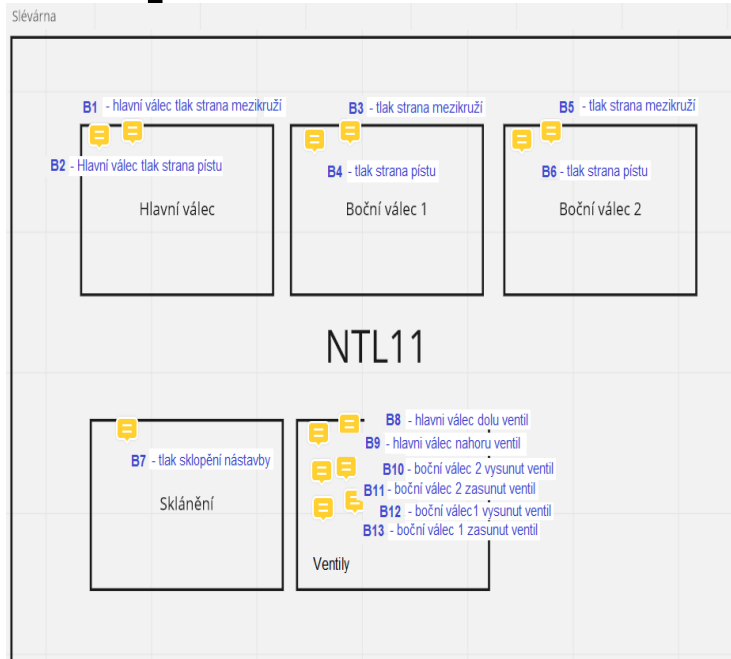 Slévárna
B1 - hlavní válec tlak strana mezikruží
B3 - tlak strana mezikruží
B5 - tlak strana mezikruží
B2 - Hlavní válec tlak strana pístu
B4 - tlak strana pístu
B6 - tlak strana pístu
Hlavní válec
Boční válec 1
Boční válec 2
NTL11
B8 - hlavni válec dolu ventil
B9 - hlavni válec nahoru ventil
B7 - tlak sklopění nástavby
B10 - boční válec 2 vysunut ventil
B11 - boční válec 2 zasunut ventil
B12 - boční válec1 vysunut ventil
B13 - boční válec 1 zasunut ventil
Sklánění
Ventily